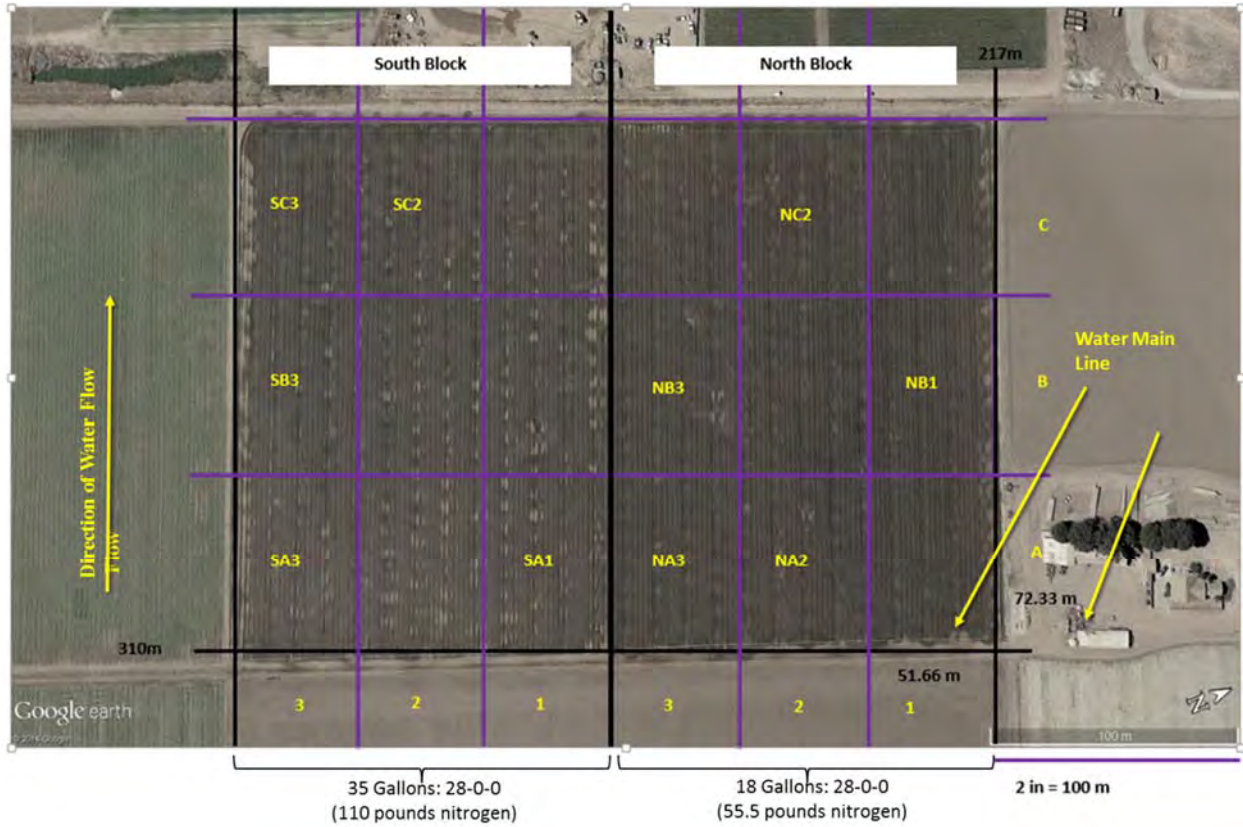 South Block
North Block
217m
SC3
SC2
NC2
C
Water Main
Line
Direction of Water Flow
Flow
SB3
NB3
NB1
B
SA3
SA1
NA3
NA2
A
72.33 m
310m
51.66 m
3
2
1
3
2
1
Google earth
100 m
35 Gallons: 28-0-0
(110 pounds nitrogen)
18 Gallons: 28-0-0
(55.5 pounds nitrogen)
2 in = 100 m